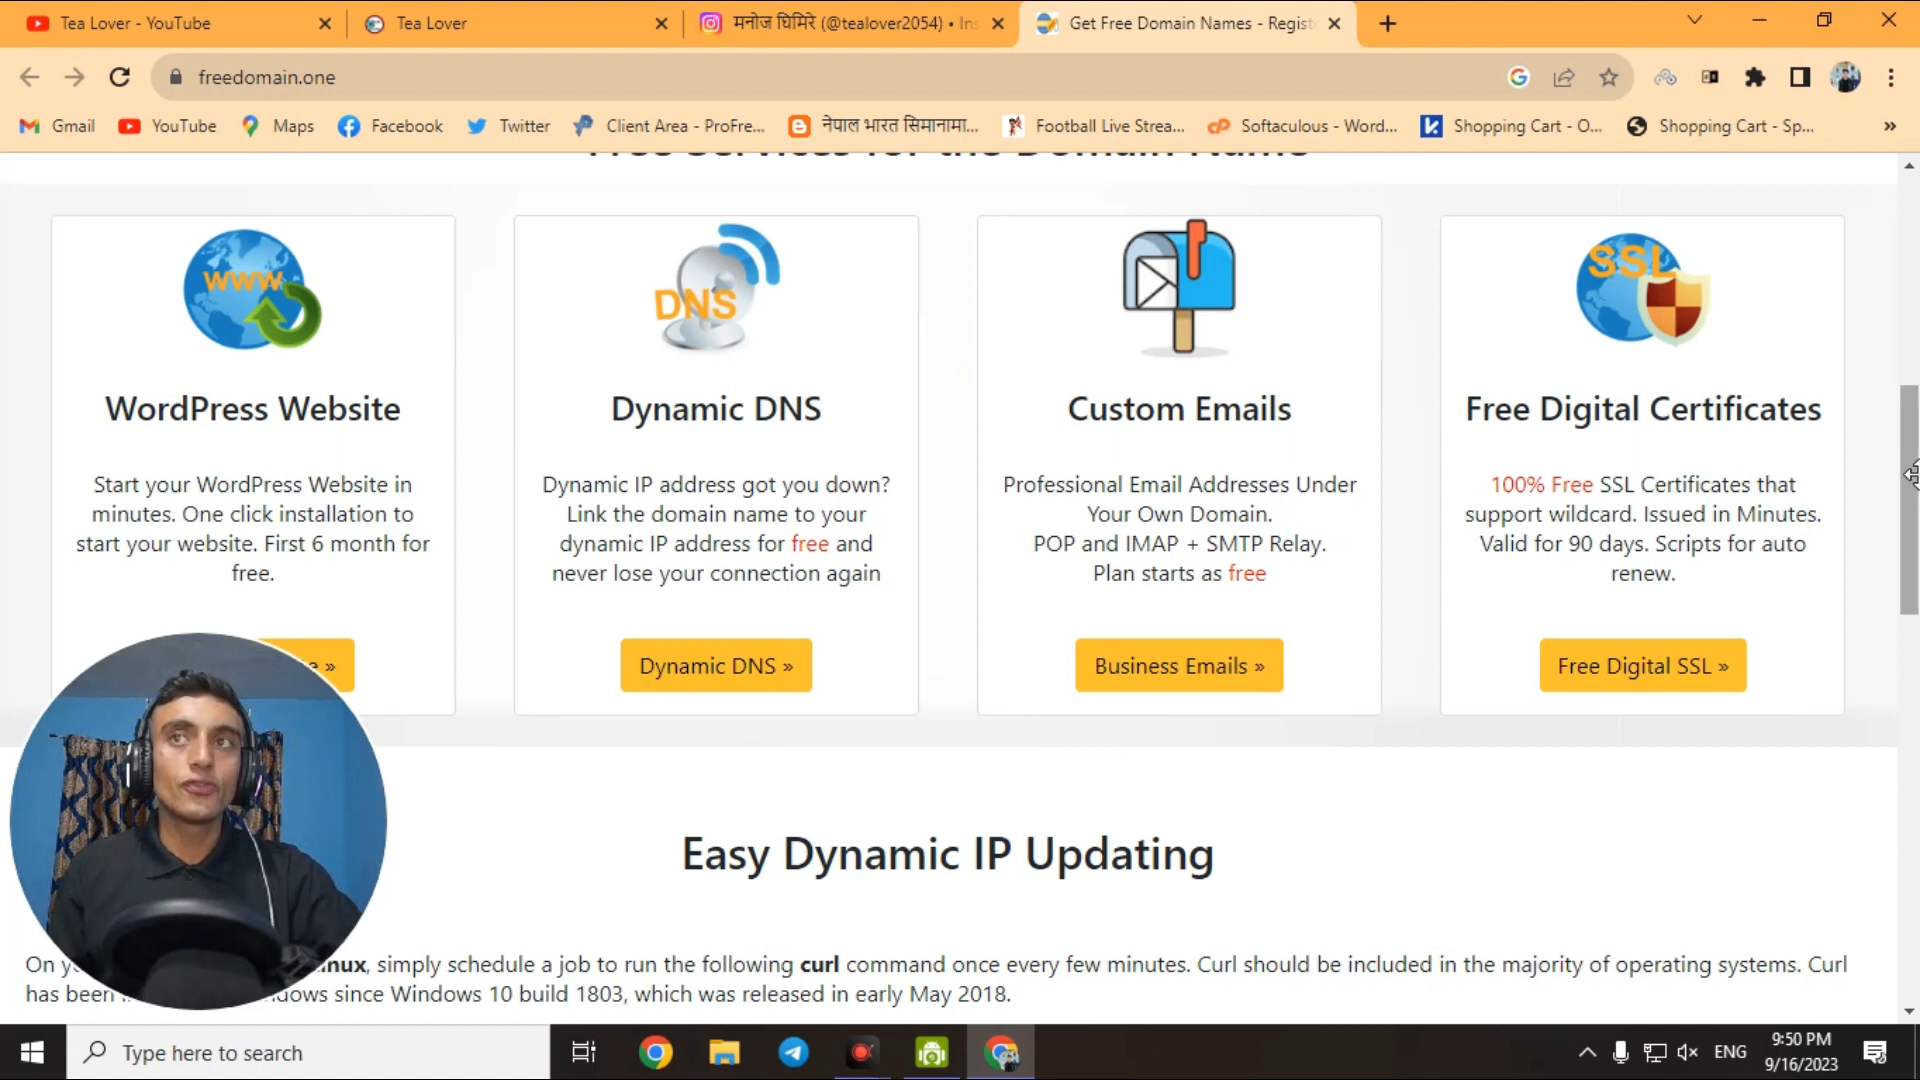 Tea Lover - YouTube
Tea Lover
मनोज घिमिरे (@tealover2054) • Ins
Get Free Domain Names - Regist
freedomain.one
Gmail
YouTube
Maps
Facebook
Twitter
Client Area - ProFre...
नेपाल भारत सिमानामा...
Football Live Strea...
Softaculous - Word...
Shopping Cart - O...
Shopping Cart - Sp...
»
Free Services for the Domain Name
WWW
DNS
SSL
WordPress Website
Dynamic DNS
Custom Emails
Free Digital Certificates
Start your WordPress Website in
minutes. One click installation to
start your website. First 6 month for
free.
Dynamic IP address got you down?
Link the domain name to your
dynamic IP address for free and
never lose your connection again
Professional Email Addresses Under
Your Own Domain.
POP and IMAP + SMTP Relay.
Plan starts as free
100% Free SSL Certificates that
support wildcard. Issued in Minutes.
Valid for 90 days. Scripts for auto
renew.
»
Dynamic DNS »
Business Emails »
Free Digital SSL »
Easy Dynamic IP Updating
On
, simply schedule a job to run the following curl command once every few minutes. Curl should be included in the majority of operating systems. Curl
has been
since Windows 10 build 1803, which was released in early May 2018.
Type here to search
ENG
9:50 PM
9/16/2023